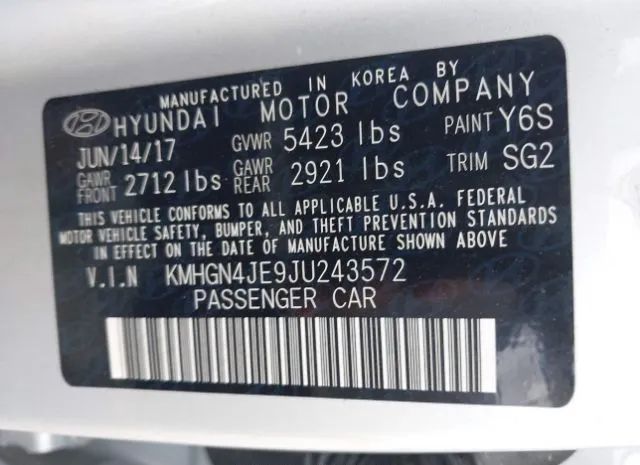 MANUFACTURED IN KOREA BY
HYUNDAI MOTOR COMPANY
JUN/14/17 GVWR 5423 lbs PAINT Y6S
GAWR FRONT 2712 lbs GAWR REAR 2921 lbs TRIM SG2
THIS VEHICLE CONFORMS TO ALL APPLICABLE U.S.A. FEDERAL
MOTOR VEHICLE SAFETY, BUMPER, AND THEFT PREVENTION STANDARDS
IN EFFECT ON THE DATE OF MANUFACTURE SHOWN ABOVE
V.I.N KMHGN4JE9JU243572
PASSENGER CAR